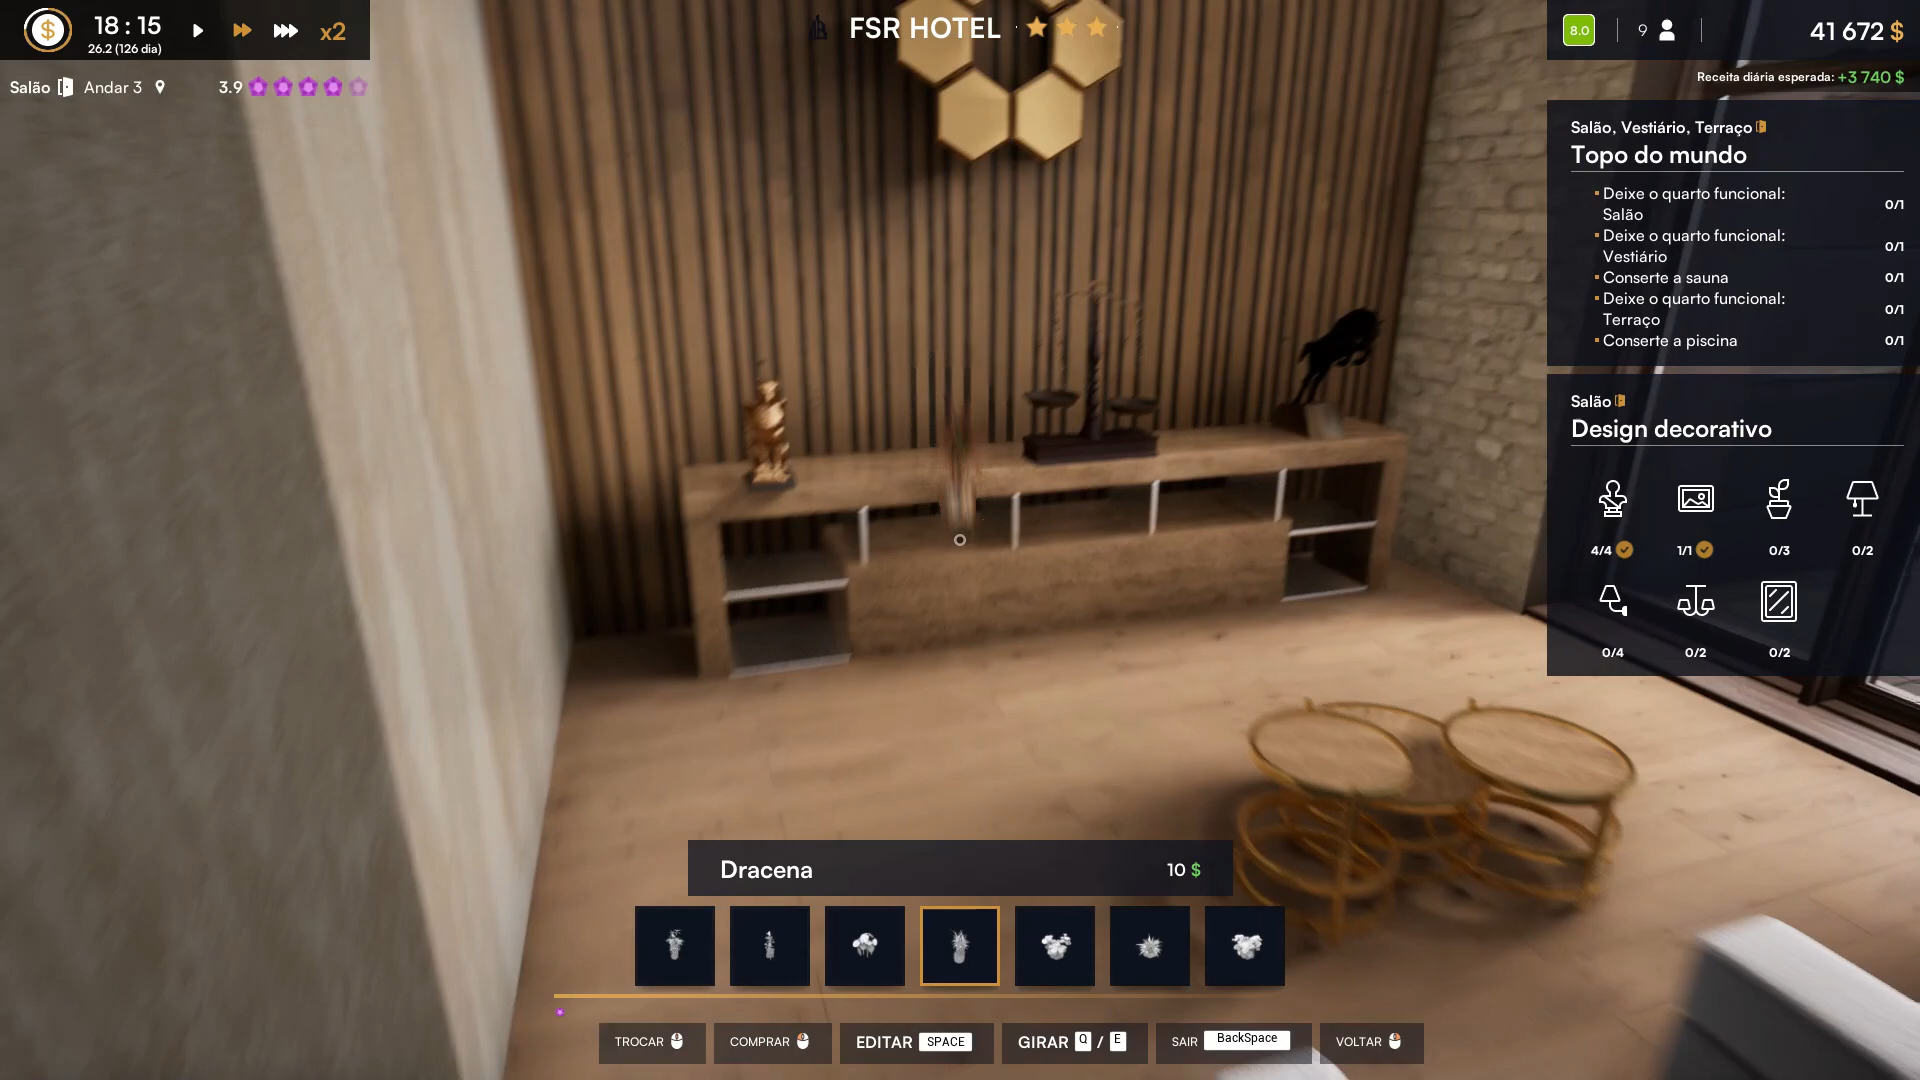 18 : 15
26.2 (126 dia)
x2
FSR HOTEL
8.0
9
41 672 $
Receita diária esperada: +3 740 $
Salão
Andar 3
3.9
Salão, Vestiário, Terraço
Topo do mundo
Deixe o quarto funcional:
Salão
0/1
Deixe o quarto funcional:
Vestiário
0/1
Conserte a sauna
0/1
Deixe o quarto funcional:
Terraço
0/1
Conserte a piscina
0/1
Salão
Design decorativo
4/4
1/1
0/3
0/2
0/4
0/2
0/2
Dracena
10 $
TROCAR
COMPRAR
EDITAR SPACE
GIRAR Q / E
SAIR BackSpace
VOLTAR